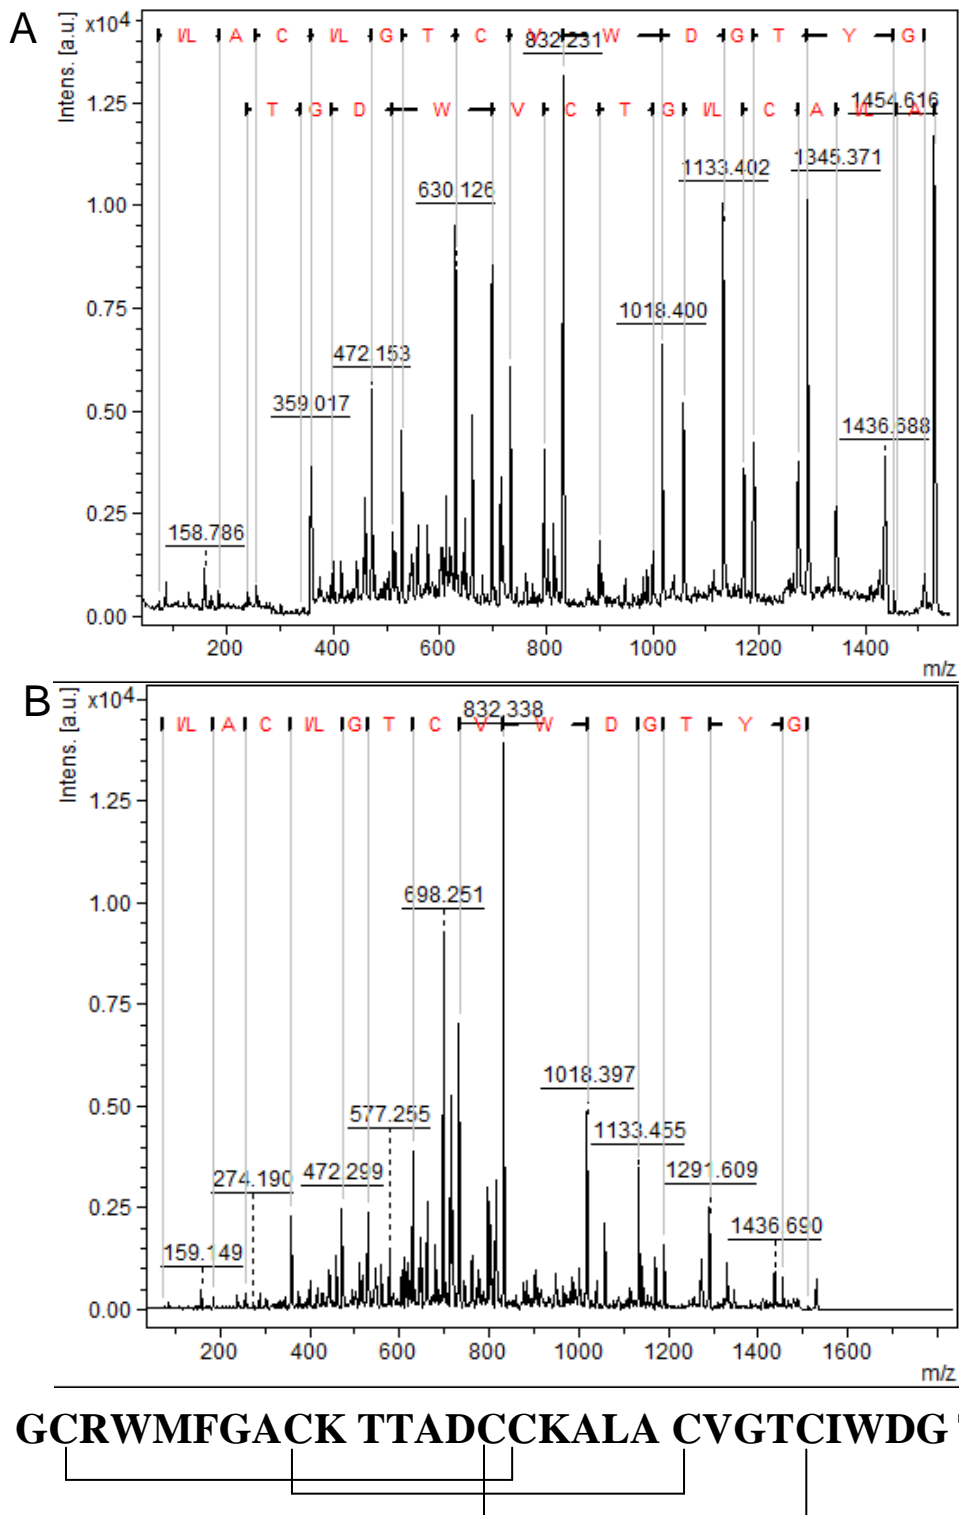 A
x10⁴
Intens. [a.u.]
I/L A C I/L G T C V W D G T Y G
832.231
T G D W V C T G I/L C A I/L A
1454.616
1.25
1133.402
1345.371
630.126
1.00
0.75
1018.400
472.153
359.017
0.50
1436.688
0.25
158.786
0.00
200 400 600 800 1000 1200 1400
m/z
B
x10⁴
Intens. [a.u.]
832.338
I/L A C I/L G T C V W D G T Y G
1.25
698.251
1.00
0.75
1018.397
577.255
0.50
1133.455
274.190
472.299
1291.609
0.25
1436.690
159.149
0.00
200 400 600 800 1000 1200 1400 1600
m/z
GCRWMFGACK TTADCCKALA CVGTCIWDG